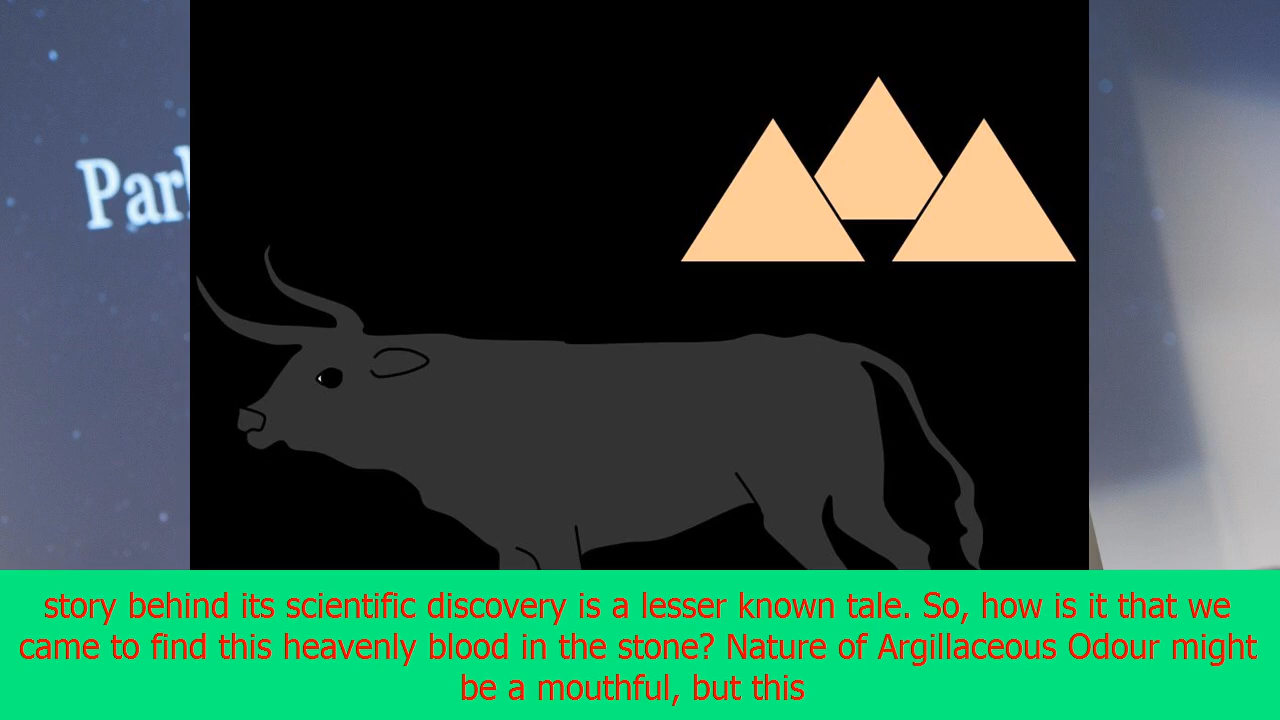 Par
story behind its scientific discovery is a lesser known tale. So, how is it that we
came to find this heavenly blood in the stone? Nature of Argillaceous Odour might
be a mouthful, but this